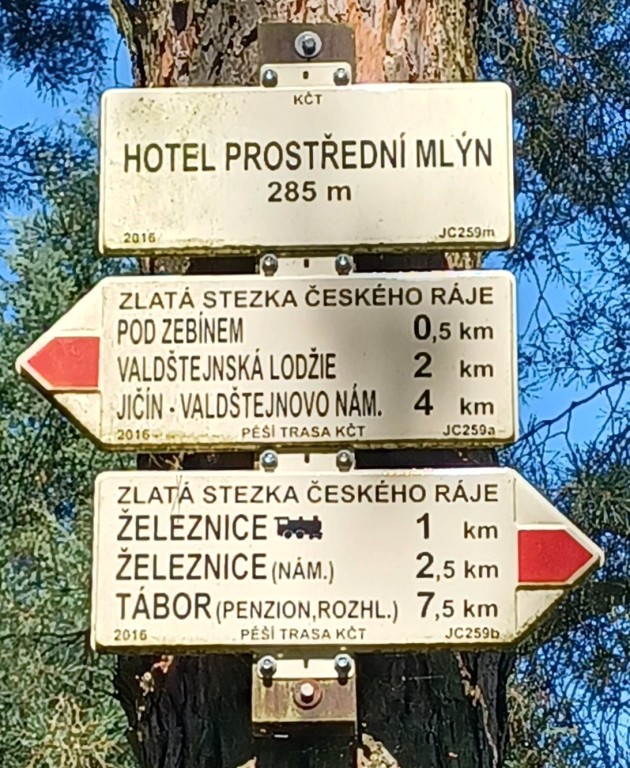 KČT
HOTEL PROSTŘEDNÍ MLÝN
285 m
2016 JC259m
ZLATÁ STEZKA ČESKÉHO RÁJE
POD ZEBÍNEM 0,5 km
VALDŠTEJNSKÁ LODŽIE 2 km
JIČÍN - VALDŠTEJNOVO NÁM. 4 km
2016 PĚŠÍ TRASA KČT JC259a
ZLATÁ STEZKA ČESKÉHO RÁJE
ŽELEZNICE 1 km
ŽELEZNICE (NÁM.) 2,5 km
TÁBOR (PENZION,ROZHL.) 7,5 km
2016 PĚŠÍ TRASA KČT JC259b